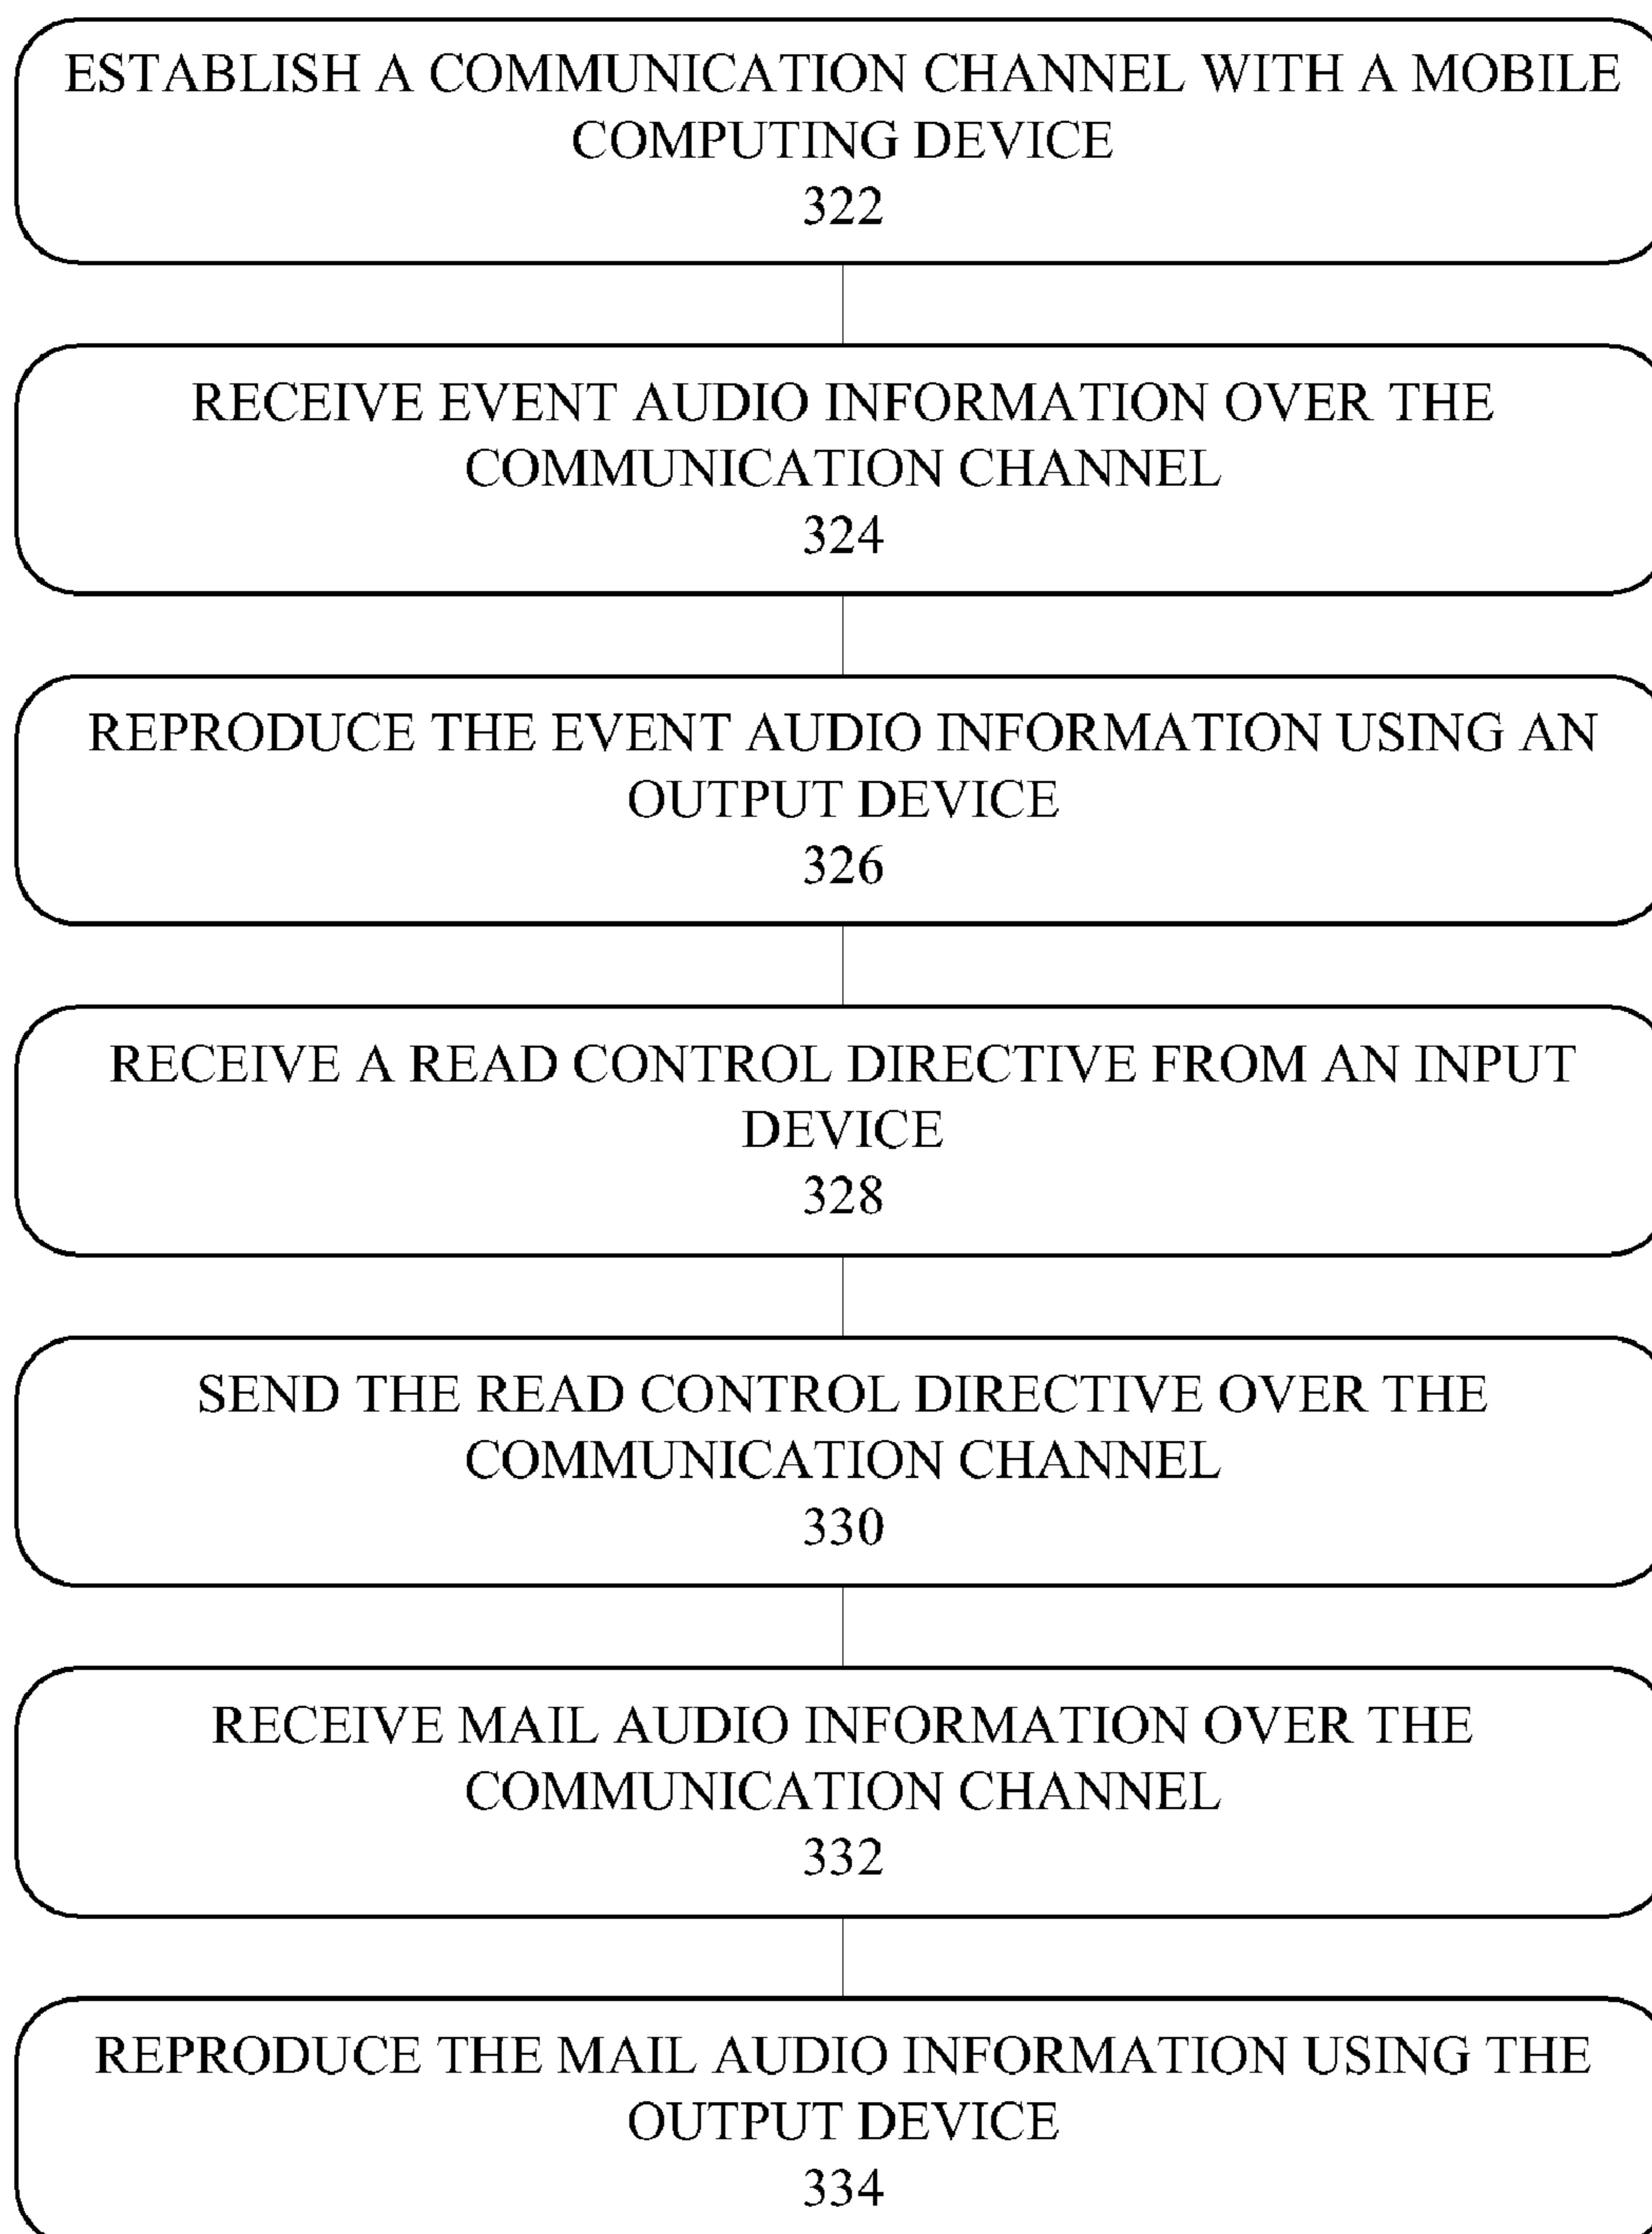 ESTABLISH A COMMUNICATION CHANNEL WITH A MOBILE
COMPUTING DEVICE
322
RECEIVE EVENT AUDIO INFORMATION OVER THE
COMMUNICATION CHANNEL
324
REPRODUCE THE EVENT AUDIO INFORMATION USING AN
OUTPUT DEVICE
326
RECEIVE A READ CONTROL DIRECTIVE FROM AN INPUT
DEVICE
328
SEND THE READ CONTROL DIRECTIVE OVER THE
COMMUNICATION CHANNEL
330
RECEIVE MAIL AUDIO INFORMATION OVER THE
COMMUNICATION CHANNEL
332
REPRODUCE THE MAIL AUDIO INFORMATION USING THE
OUTPUT DEVICE
334